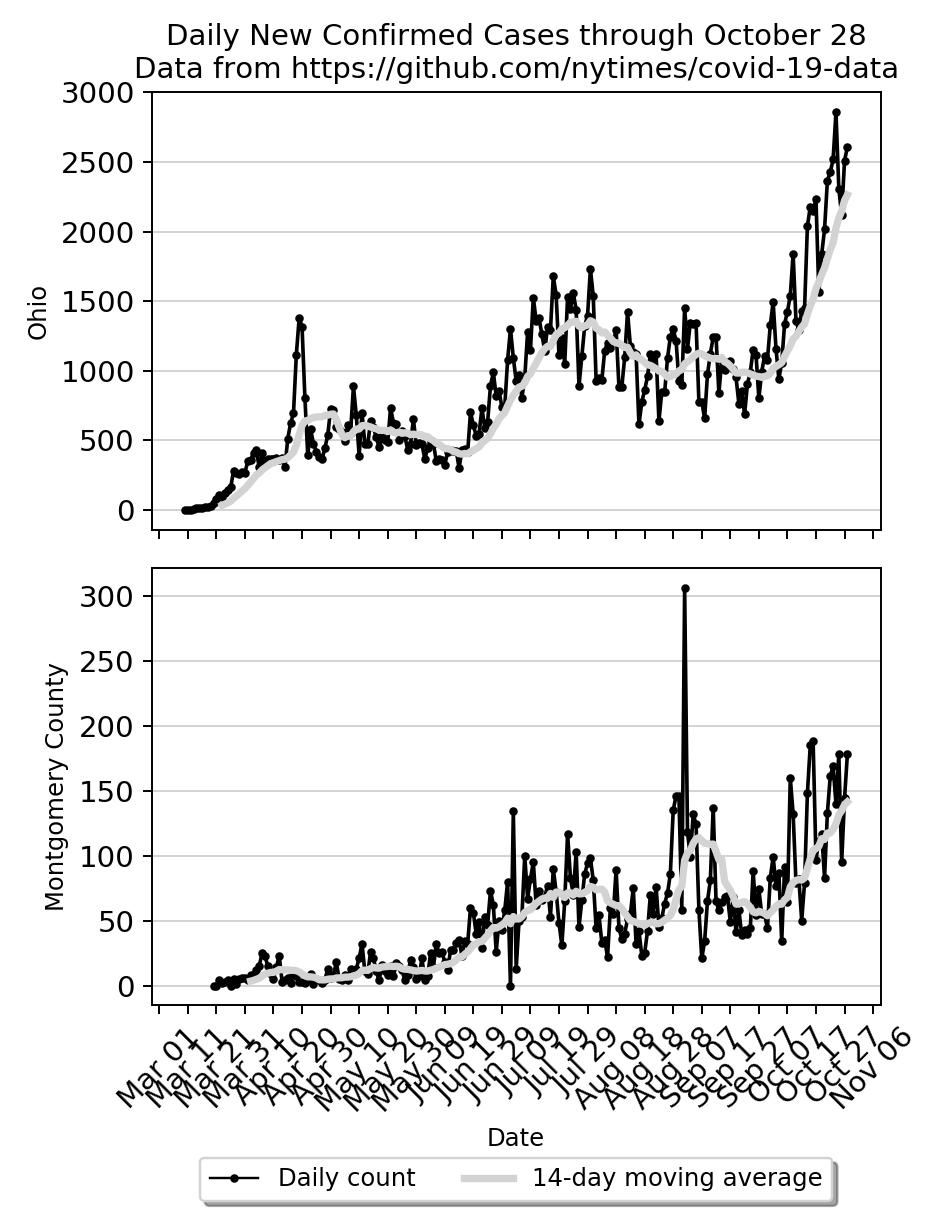 Daily New Confirmed Cases through October 28
Data from https://github.com/nytimes/covid-19-data
3000
2500
2000
1500
1000
500
0
Ohio
300
250
200
150
100
50
0
Montgomery County
Mar 01
Mar 11
Mar 21
Mar 31
Apr 10
Apr 20
Apr 30
May 10
May 20
May 30
Jun 09
Jun 19
Jun 29
Jul 09
Jul 19
Jul 29
Aug 08
Aug 18
Aug 28
Sep 07
Sep 17
Sep 27
Oct 07
Oct 17
Oct 27
Nov 06
Date
Daily count
14-day moving average